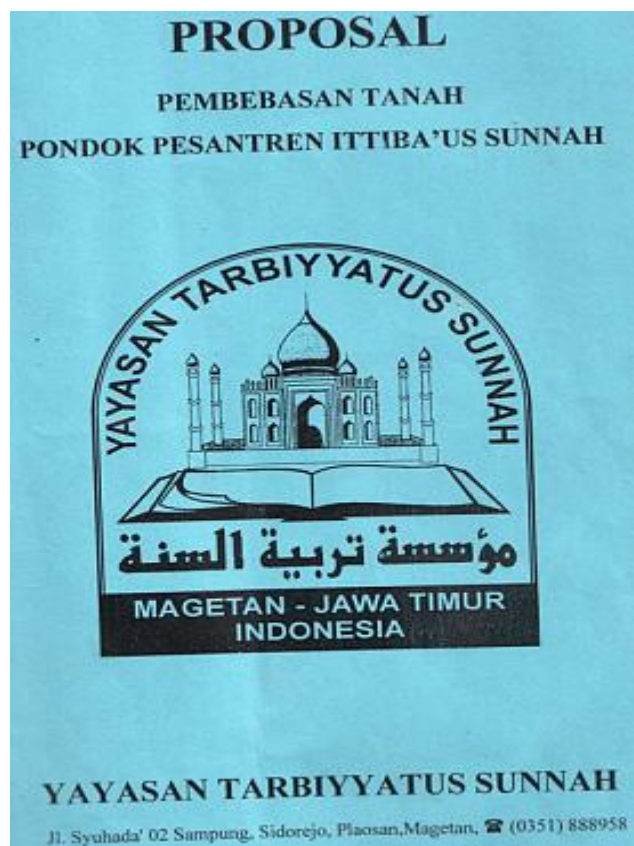 PROPOSAL
PEMBEBASAN TANAH
PONDOK PESANTREN ITTIBA'US SUNNAH
YAYASAN TARBIYYATUS SUNNAH
مؤسسة تربية السنة
MAGETAN - JAWA TIMUR
INDONESIA
YAYASAN TARBIYYATUS SUNNAH
Jl. Syuhada' 02 Sampung, Sidorejo, Plaosan,Magetan, ☎ (0351) 888958